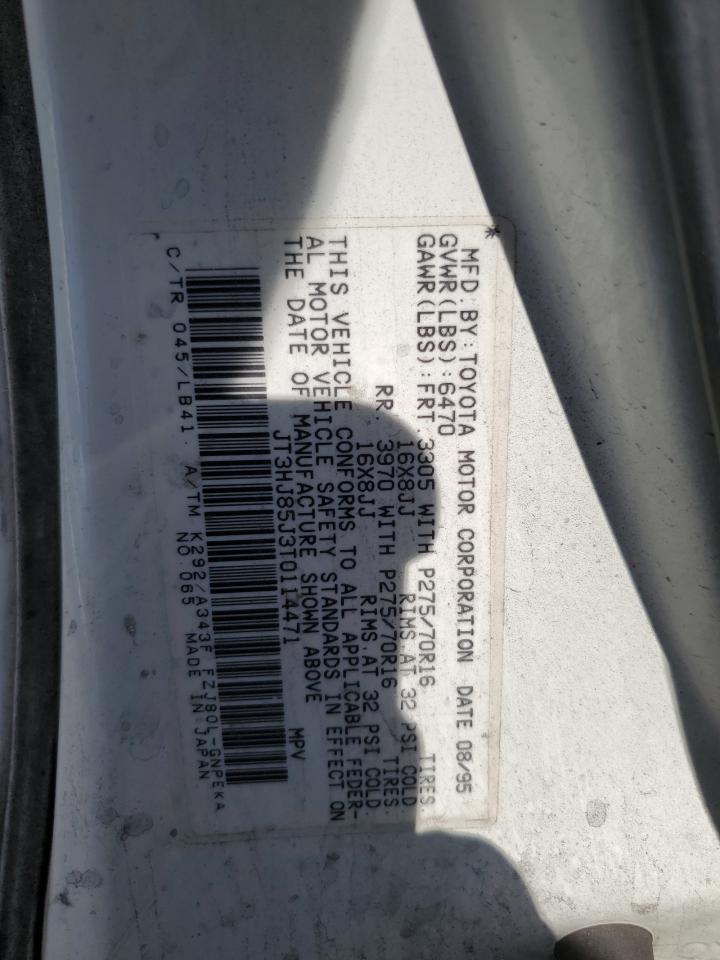 MFD. BY: TOYOTA MOTOR CORPORATION DATE 08/95
GVWR(LBS): 6470
GAWR(LBS): FRT. 3305 WITH P275/70R16 TIRES.
16X8JJ RIMS.AT 32 PSI COLD
RR. 3970 WITH P275/70R16 TIRES.
16X8JJ RIMS.AT 32 PSI COLD.
THIS VEHICLE CONFORMS TO ALL APPLICABLE FEDER-
AL MOTOR VEHICLE SAFETY STANDARDS IN EFFECT ON
THE DATE OF MANUFACTURE SHOWN ABOVE
JT3HJ85J3T0114471 MPV
C/TR 045/LB41. A/TM K292/A343F FZJ80L-GNPEKA
NO.065 MADE IN JAPAN